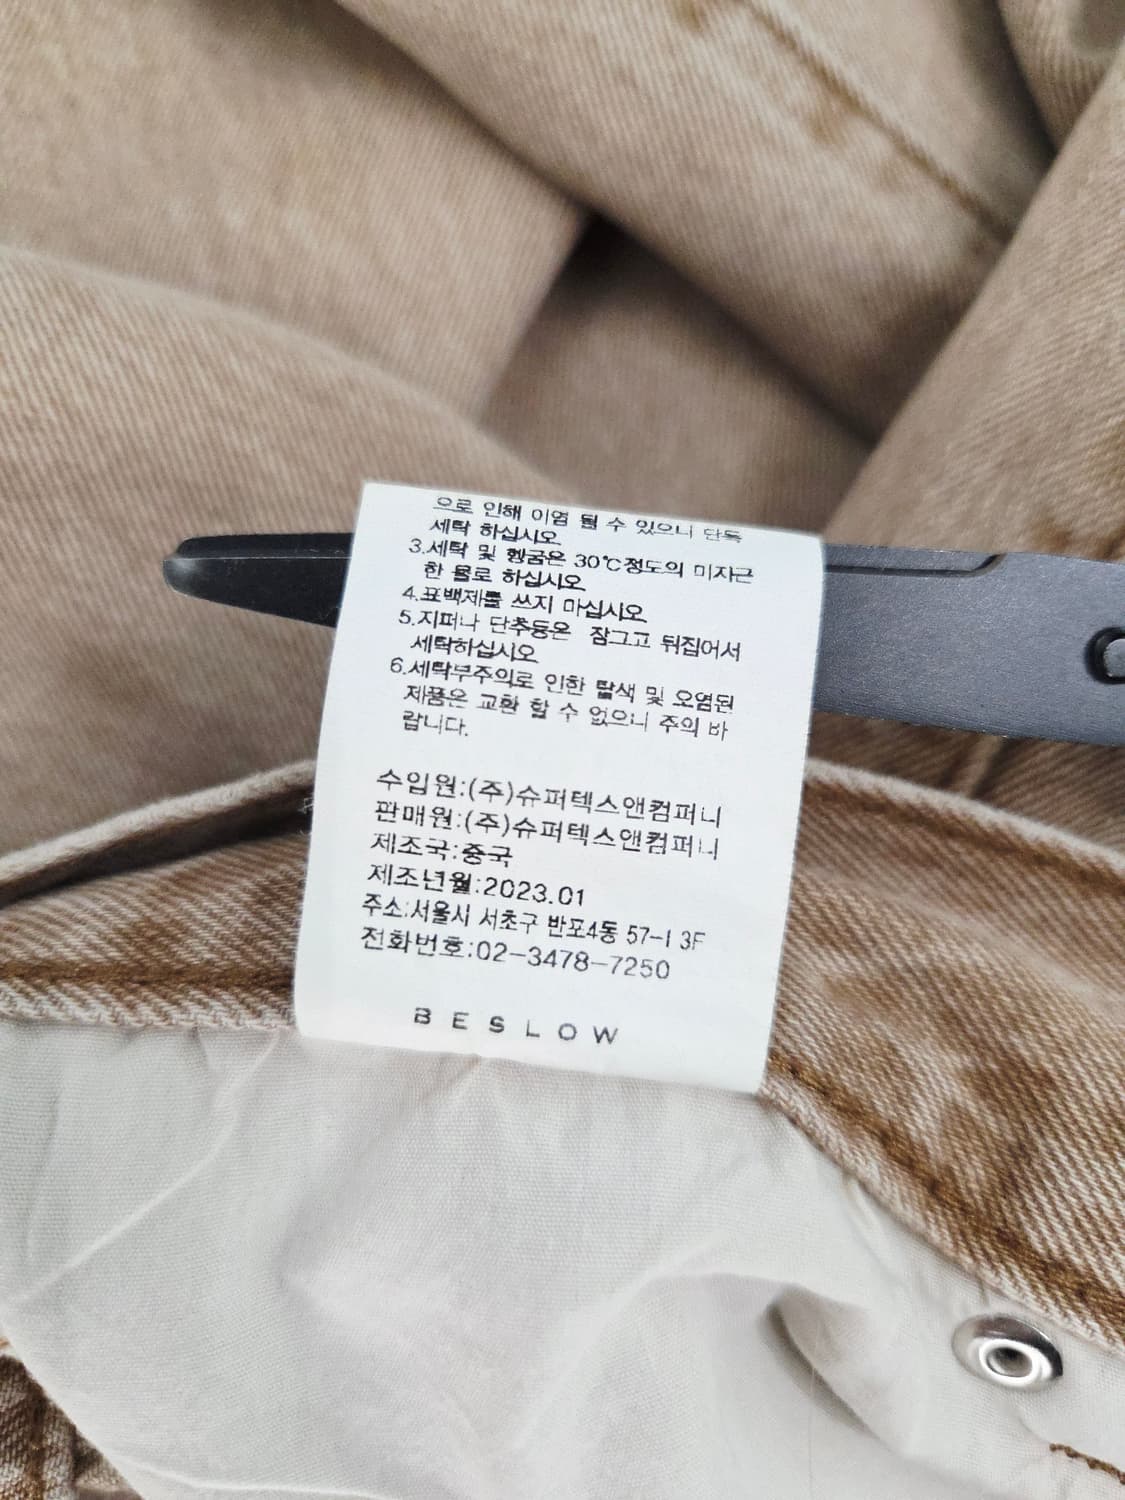 으로 인해 이염 될 수 있으니 단독
세탁 하십시오
3.세탁 및 헹굼은 30℃정도의 미자근
한 물로 하십시오
4.표백제를 쓰지 마십시오
5.지퍼나 단추등은 잠그고 뒤집어서
세탁하십시오
6.세탁부주의로 인한 탈색 및 오염된
제품은 교환 할 수 없으니 주의 바
랍니다.
수입원:(주)슈퍼텍스앤컴퍼니
판매원:(주)슈퍼텍스앤컴퍼니
제조국:중국
제조년월:2023.01
주소:서울시 서초구 반포4동 57-1 3F
전화번호:02-3478-7250
BESLOW